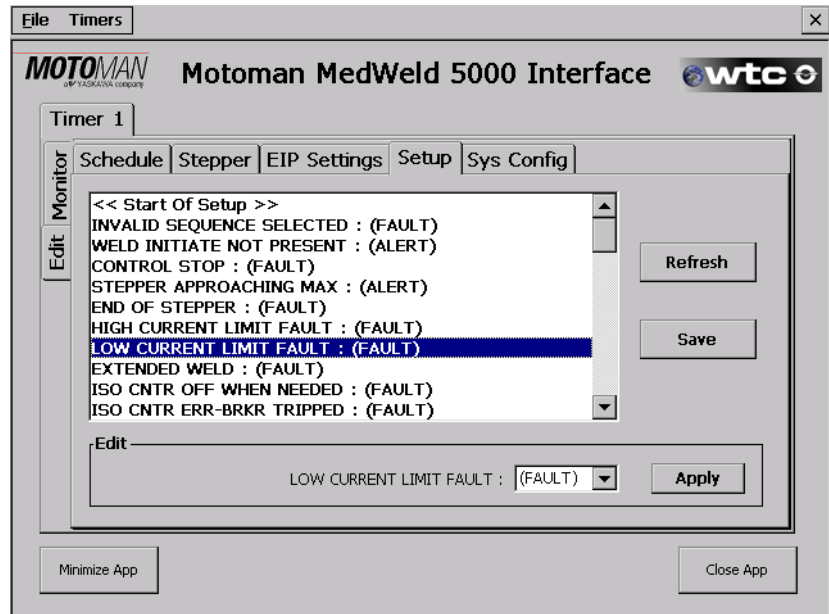 File Timers
MOTOMAN
a YASKAWA company
Motoman MedWeld 5000 Interface
wtc
Timer 1
Monitor
Edit
Schedule Stepper EIP Settings Setup Sys Config
<< Start Of Setup >>
INVALID SEQUENCE SELECTED : (FAULT)
WELD INITIATE NOT PRESENT : (ALERT)
CONTROL STOP : (FAULT)
STEPPER APPROACHING MAX : (ALERT)
END OF STEPPER : (FAULT)
HIGH CURRENT LIMIT FAULT : (FAULT)
LOW CURRENT LIMIT FAULT : (FAULT)
EXTENDED WELD : (FAULT)
ISO CNTR OFF WHEN NEEDED : (FAULT)
ISO CNTR ERR-BRKR TRIPPED : (FAULT)
Refresh
Save
Edit
LOW CURRENT LIMIT FAULT : (FAULT)
Apply
Minimize App
Close App